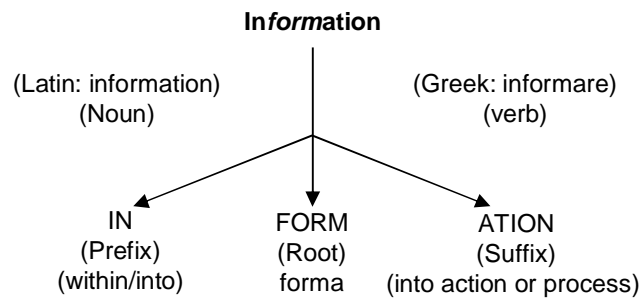 Information
(Latin: information)
(Noun)
(Greek: informare)
(verb)
IN
(Prefix)
(within/into)
FORM
(Root)
forma
ATION
(Suffix)
(into action or process)